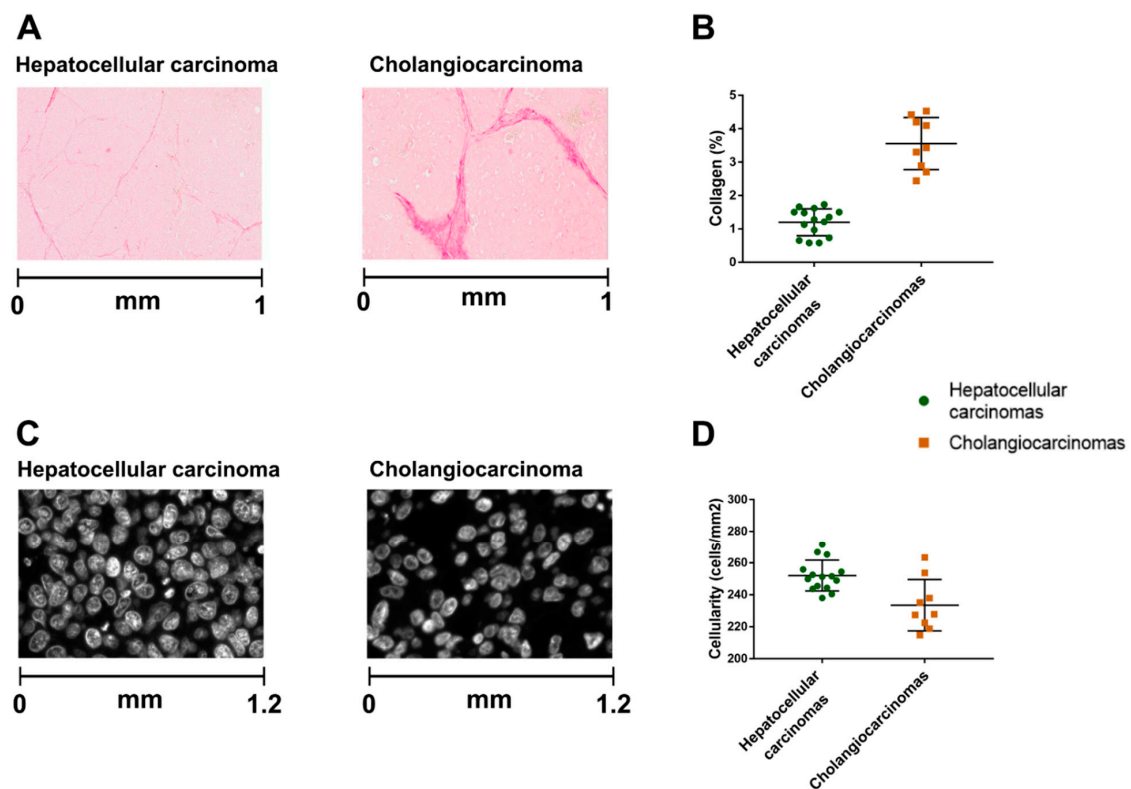 A
Hepatocellular carcinoma
Cholangiocarcinoma
0
mm
1
0
mm
1
B
Collagen (%)
5
4
3
2
1
0
Hepatocellular
carcinomas
Cholangiocarcinomas
Hepatocellular
carcinomas
Cholangiocarcinomas
C
Hepatocellular carcinoma
Cholangiocarcinoma
0
mm
1.2
0
mm
1.2
D
Cellularity (cells/mm2)
300
280
260
240
220
200
Hepatocellular
carcinomas
Cholangiocarcinomas